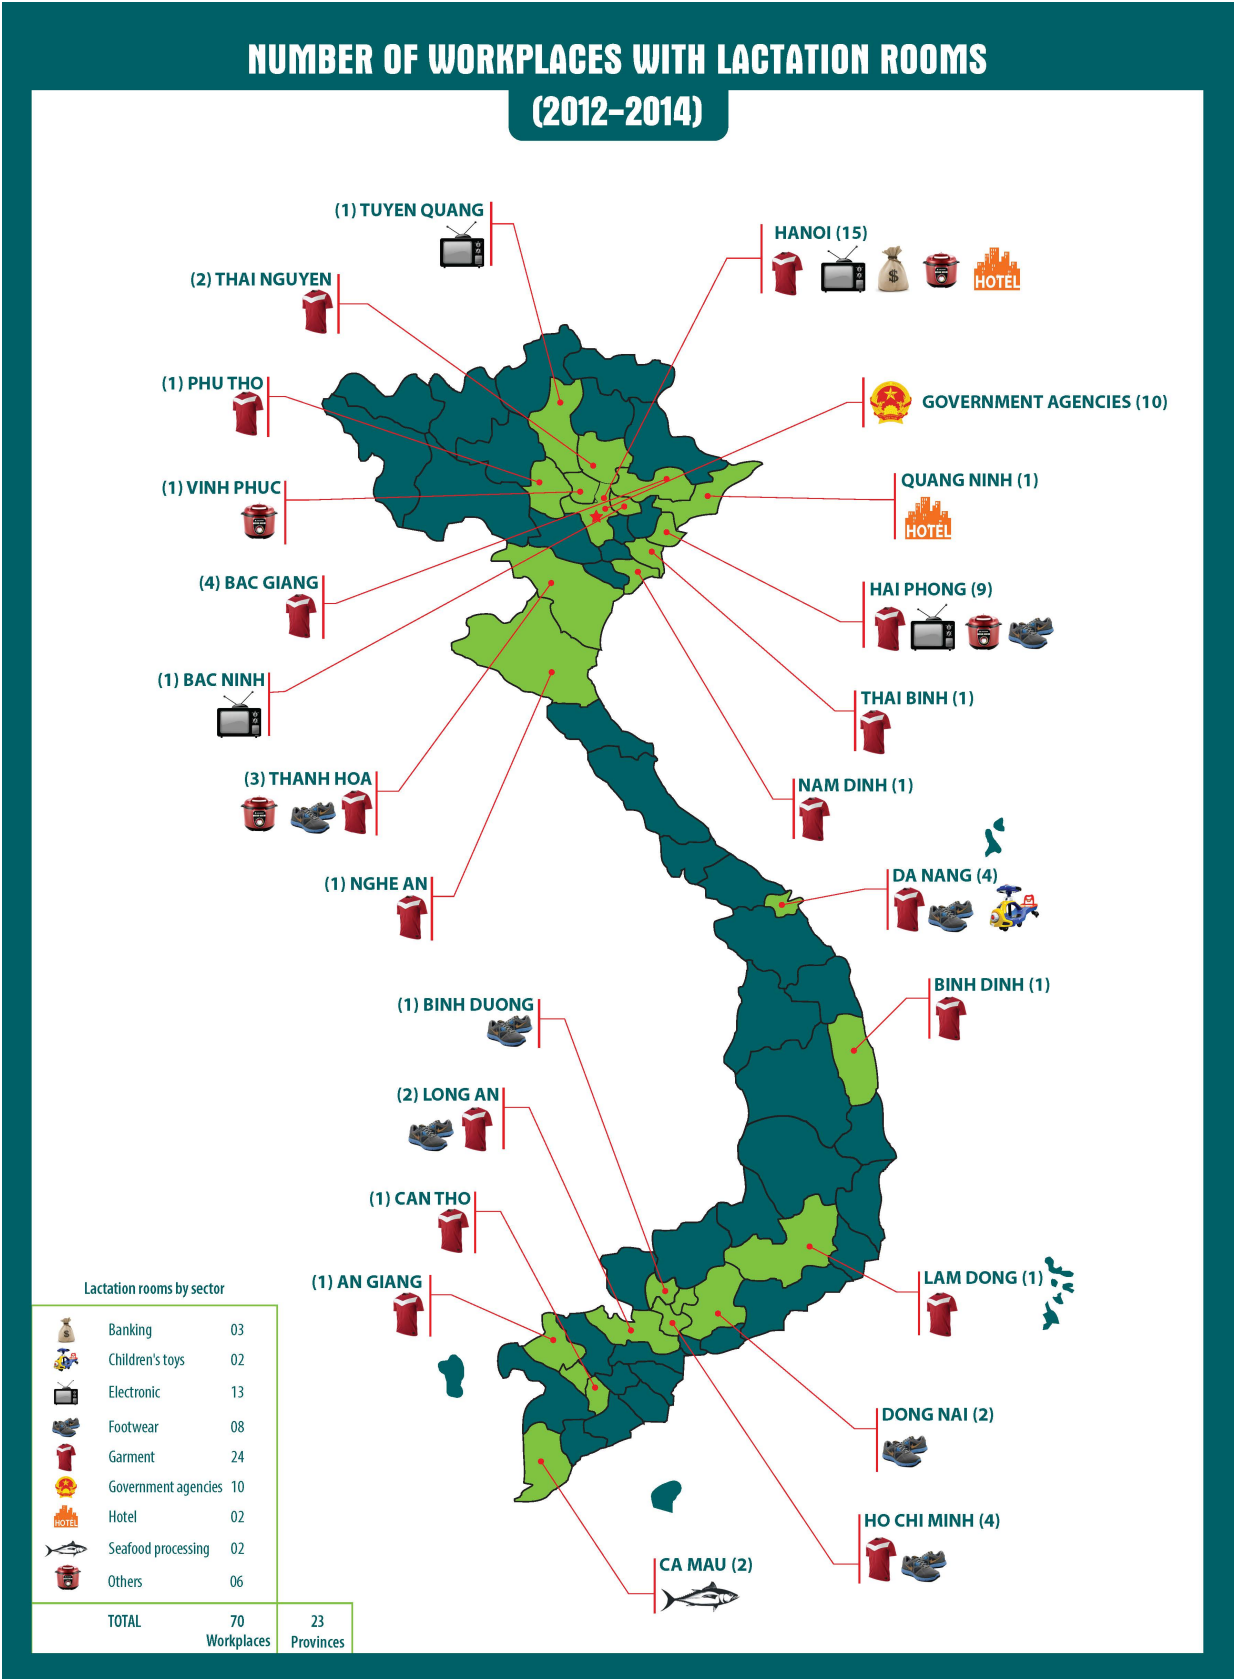 NUMBER OF WORKPLACES WITH LACTATION ROOMS
(2012–2014)
(1) TUYEN QUANG
HANOI (15)
HOTEL
(2) THAI NGUYEN
(1) PHU THO
GOVERNMENT AGENCIES (10)
(1) VINH PHUC
QUANG NINH (1)
HOTEL
(4) BAC GIANG
HAI PHONG (9)
(1) BAC NINH
THAI BINH (1)
(3) THANH HOA
NAM DINH (1)
(1) NGHE AN
DA NANG (4)
BINH DINH (1)
(1) BINH DUONG
(2) LONG AN
(1) CAN THO
(1) AN GIANG
LAM DONG (1)
DONG NAI (2)
HO CHI MINH (4)
CA MAU (2)
Lactation rooms by sector
Banking 03
Children's toys 02
Electronic 13
Footwear 08
Garment 24
Government agencies 10
HOTEL Hotel 02
Seafood processing 02
Others 06
TOTAL 70 23
Workplaces Provinces